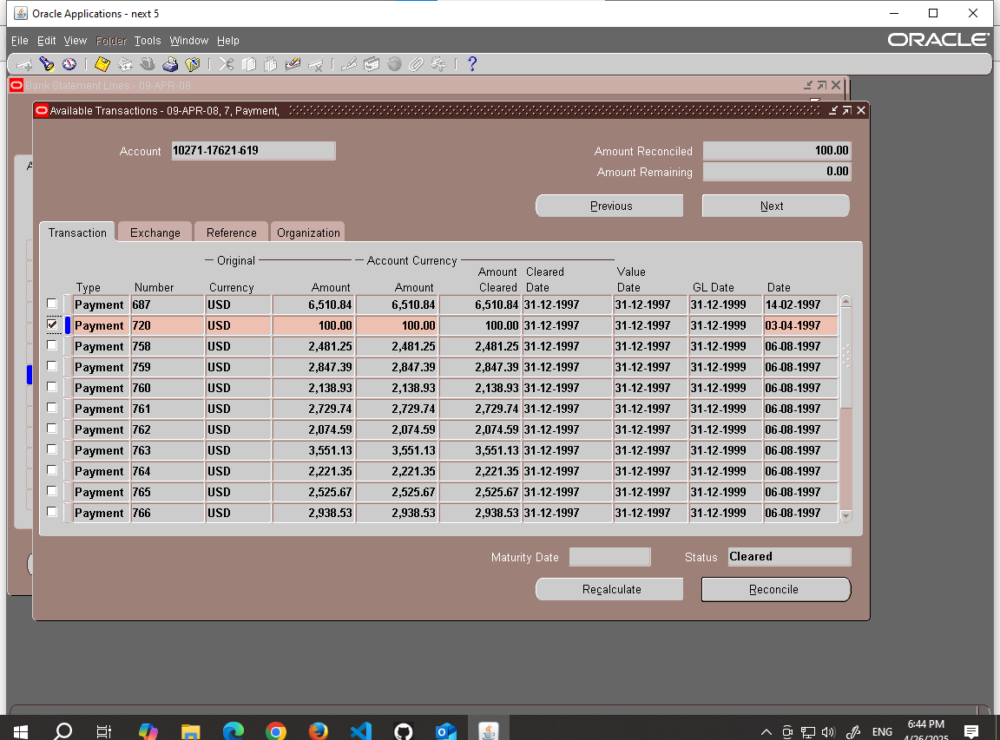 Oracle Applications - next 5
File Edit View Folder Tools Window Help
ORACLE
Bank Statement Lines - 09-APR-08
Available Transactions - 09-APR-08, 7, Payment,
Account 10271-17621-619 Amount Reconciled 100.00
Amount Remaining 0.00
Previous Next
Transaction Exchange Reference Organization
Original Account Currency
Amount Cleared Value
Type Number Currency Amount Amount Cleared Date Date GL Date Date
Payment 687 USD 6,510.84 6,510.84 6,510.84 31-12-1997 31-12-1997 31-12-1999 14-02-1997
Payment 720 USD 100.00 100.00 100.00 31-12-1997 31-12-1997 31-12-1999 03-04-1997
Payment 758 USD 2,481.25 2,481.25 2,481.25 31-12-1997 31-12-1997 31-12-1999 06-08-1997
Payment 759 USD 2,847.39 2,847.39 2,847.39 31-12-1997 31-12-1997 31-12-1999 06-08-1997
Payment 760 USD 2,138.93 2,138.93 2,138.93 31-12-1997 31-12-1997 31-12-1999 06-08-1997
Payment 761 USD 2,729.74 2,729.74 2,729.74 31-12-1997 31-12-1997 31-12-1999 06-08-1997
Payment 762 USD 2,074.59 2,074.59 2,074.59 31-12-1997 31-12-1997 31-12-1999 06-08-1997
Payment 763 USD 3,551.13 3,551.13 3,551.13 31-12-1997 31-12-1997 31-12-1999 06-08-1997
Payment 764 USD 2,221.35 2,221.35 2,221.35 31-12-1997 31-12-1997 31-12-1999 06-08-1997
Payment 765 USD 2,525.67 2,525.67 2,525.67 31-12-1997 31-12-1997 31-12-1999 06-08-1997
Payment 766 USD 2,938.53 2,938.53 2,938.53 31-12-1997 31-12-1997 31-12-1999 06-08-1997
Maturity Date Status Cleared
Recalculate Reconcile
ENG 6:44 PM
4/26/2025